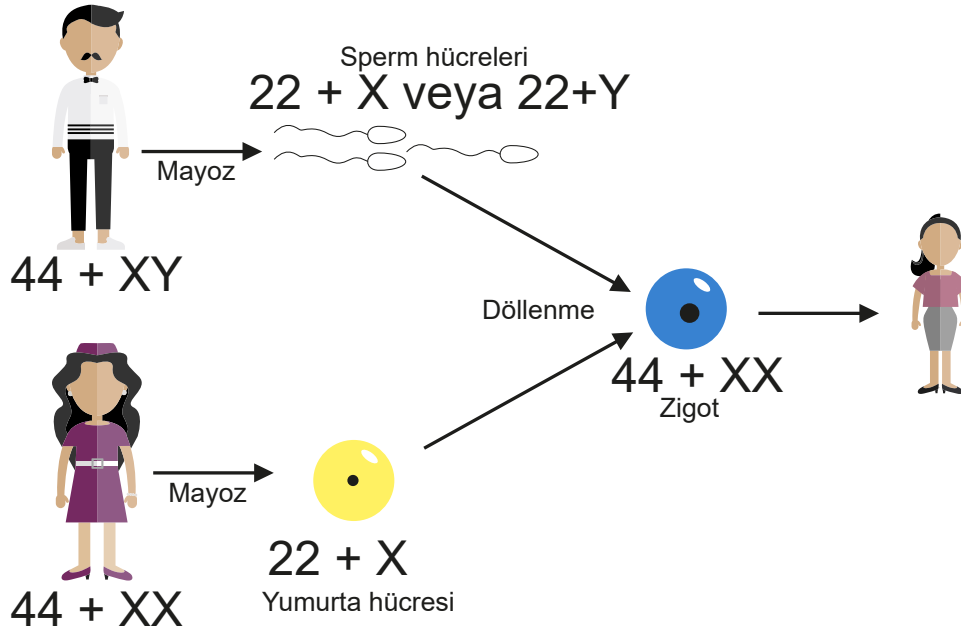 Sperm hücreleri
22 + X veya 22+Y
Mayoz
44 + XY
Döllenme
44 + XX
Zigot
Mayoz
22 + X
Yumurta hücresi
44 + XX